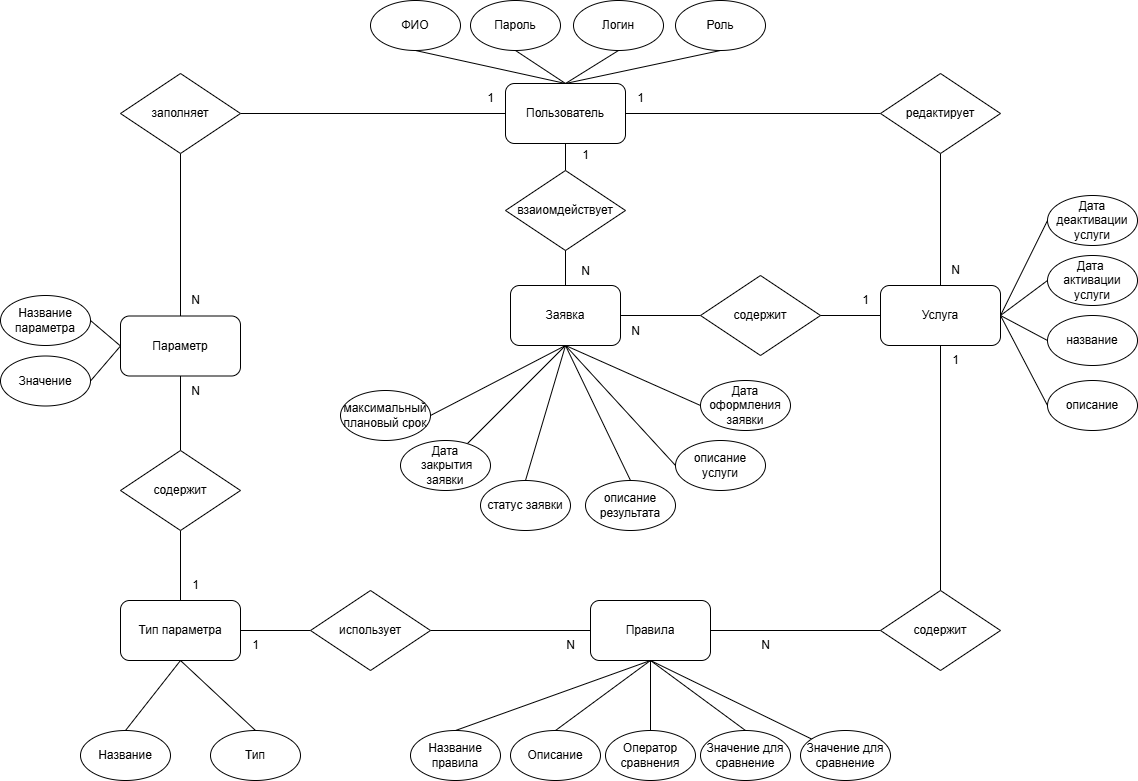 ФИО
Пароль
Логин
Роль
заполняет
1
Пользователь
1
редактирует
1
взаиомдействует
N
N
N
Дата
деактивации
услуги
Дата
активации
услуги
название
описание
Название
параметра
Значение
Параметр
N
Заявка
N
содержит
1
Услуга
1
максимальный
плановый срок
Дата
закрытия
заявки
статус заявки
описание
результата
описание
услуги
Дата
оформления
заявки
содержит
1
Тип параметра
1
использует
N
Правила
N
содержит
Название
Тип
Название
правила
Описание
Оператор
сравнения
Значение для
сравнение
Значение для
сравнение